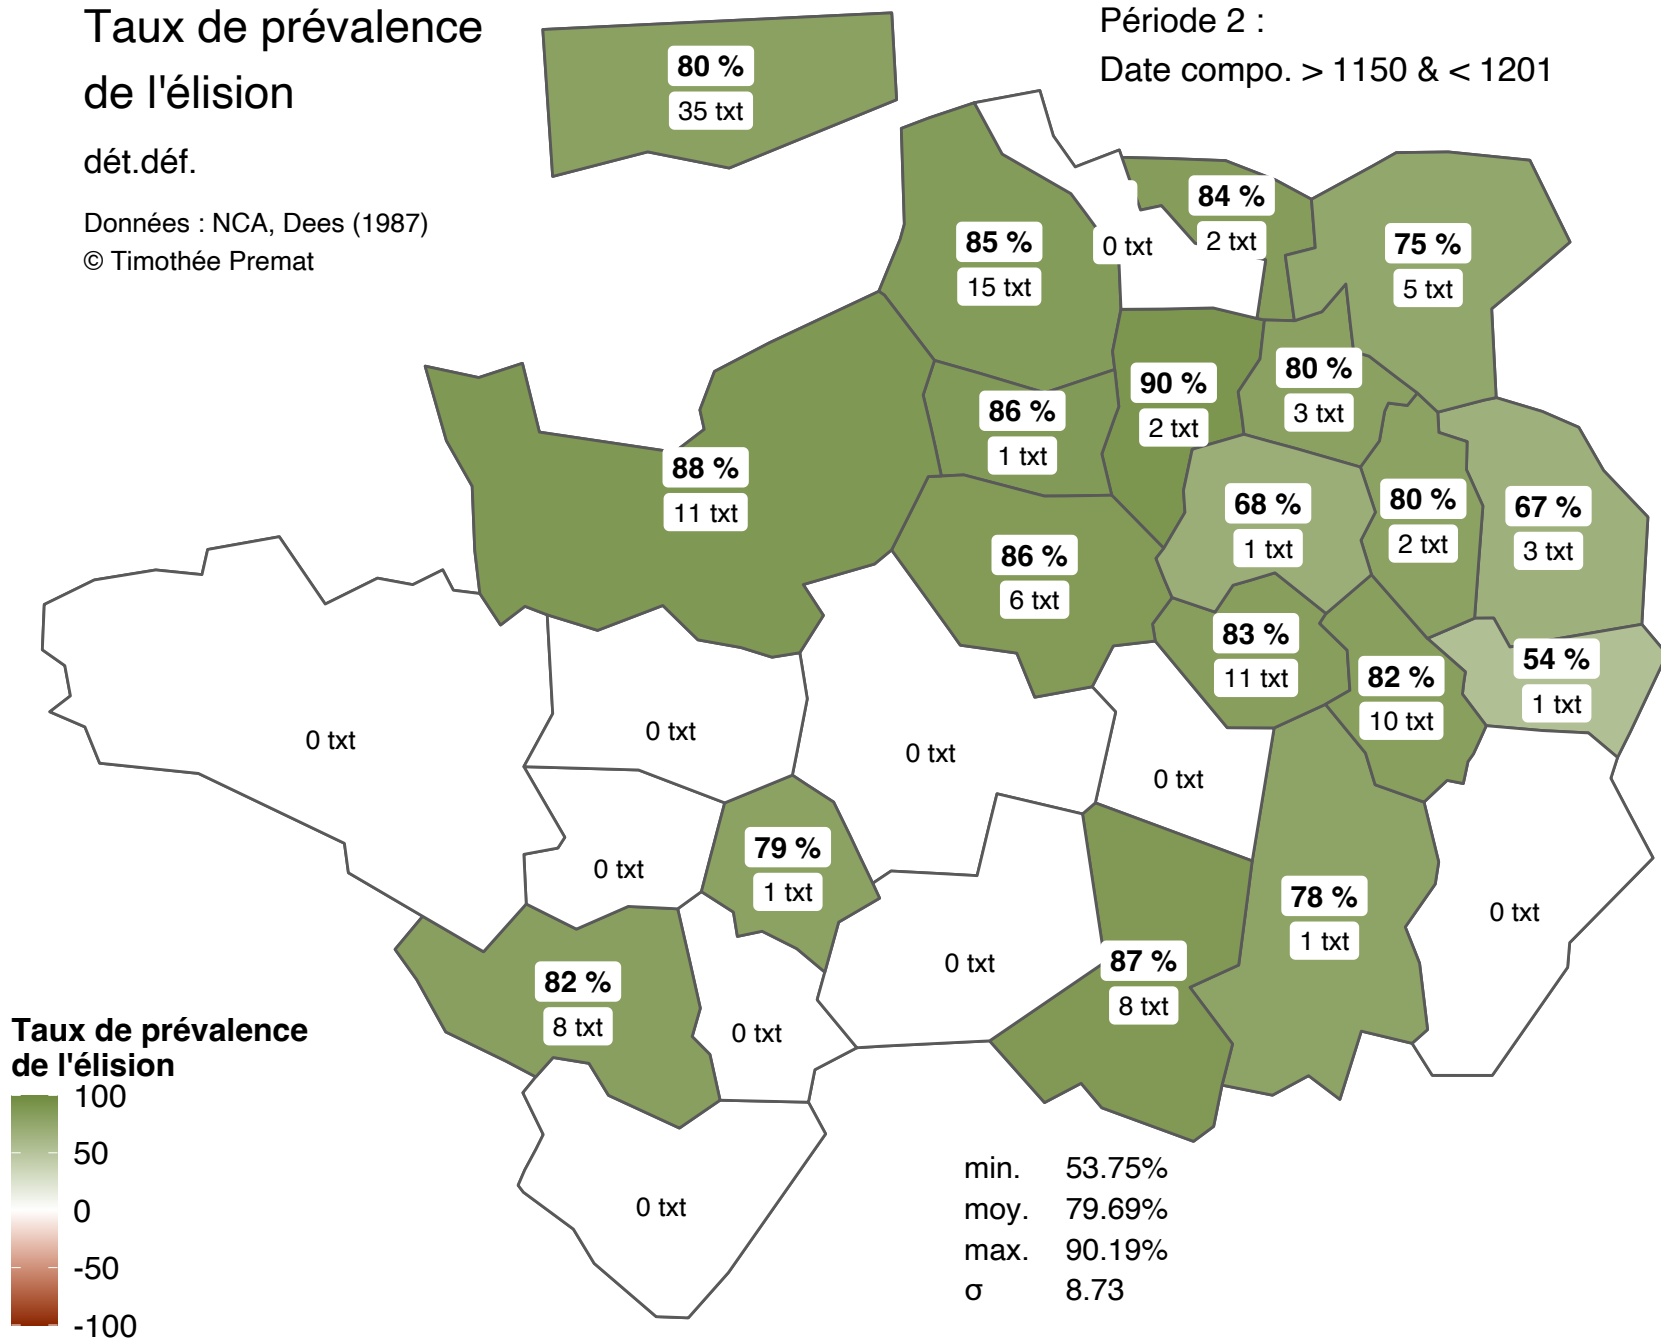 Taux de prévalence
de l'élision
dét.déf.
Données : NCA, Dees (1987)
© Timothée Premat
Période 2 :
Date compo. > 1150 & < 1201
80 %
35 txt
84 %
2 txt
85 %
15 txt
0 txt
75 %
5 txt
80 %
3 txt
90 %
2 txt
86 %
1 txt
88 %
11 txt
68 %
1 txt
80 %
2 txt
67 %
3 txt
86 %
6 txt
83 %
11 txt
82 %
10 txt
54 %
1 txt
0 txt
0 txt
0 txt
0 txt
0 txt
79 %
1 txt
78 %
1 txt
0 txt
82 %
8 txt
0 txt
0 txt
87 %
8 txt
0 txt
Taux de prévalence
de l'élision
100
50
0
-50
-100
min. 53.75%
moy. 79.69%
max. 90.19%
σ 8.73